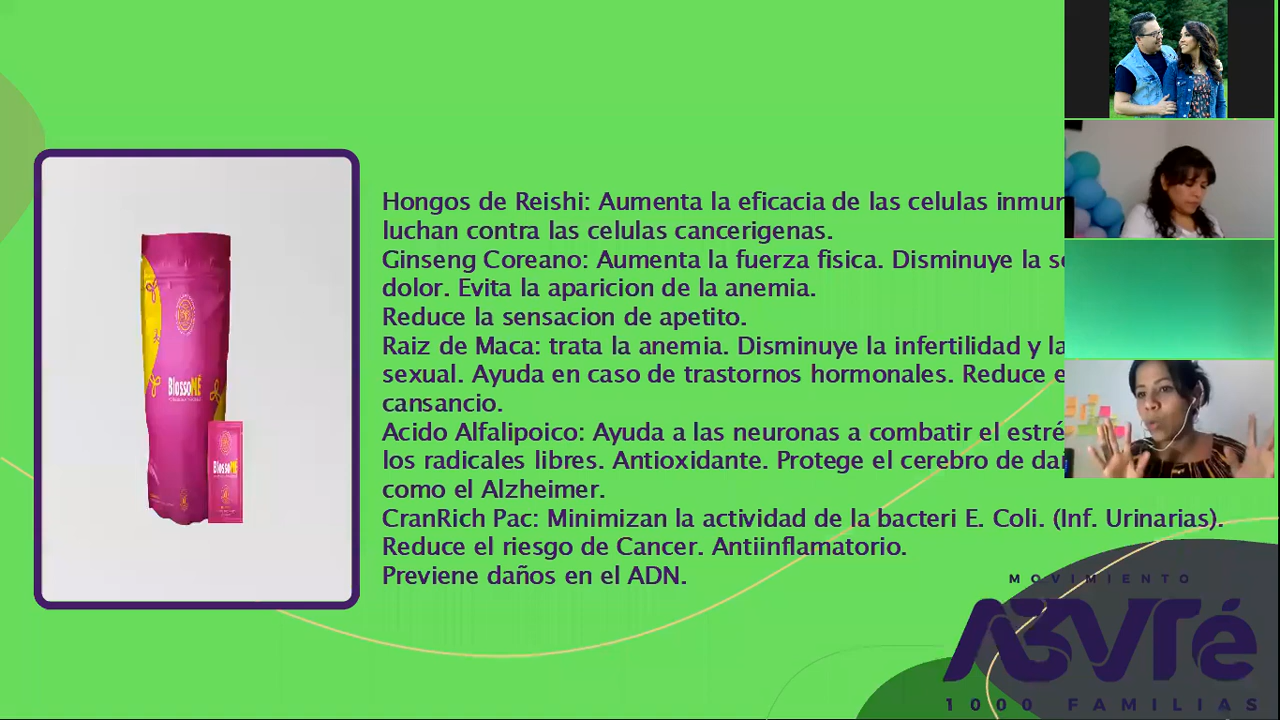 Hongos de Reishi: Aumenta la eficacia de las celulas
luchan contra las celulas cancerigenas.
Ginseng Coreano: Aumenta la fuerza fisica. Disminuye la
dolor. Evita la aparicion de la anemia.
Reduce la sensacion de apetito.
Raiz de Maca: trata la anemia. Disminuye la infertilidad y
sexual. Ayuda en caso de trastornos hormonales. Reduce
cansancio.
Acido Alfalipoico: Ayuda a las neuronas a combatir el
los radicales libres. Antioxidante. Protege el cerebro de
como el Alzheimer.
CranRich Pac: Minimizan la actividad de la bacteri E. Coli. (Inf. Urinarias).
Reduce el riesgo de Cancer. Antiinflamatorio.
Previene daños en el ADN.
BlossoMÉ
BlossoMÉ
MOVIMIENTO
A3VTé
1000 FAMILIAS